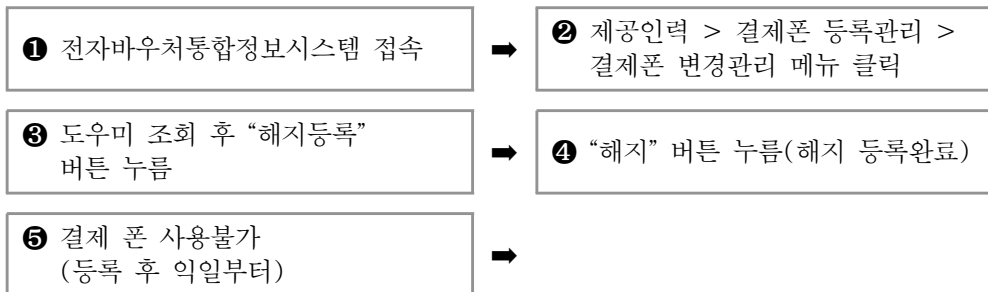 ❶ 전자바우처통합정보시스템 접속
➡
❷ 제공인력 > 결제폰 등록관리 >
결제폰 변경관리 메뉴 클릭
❸ 도우미 조회 후 “해지등록”
버튼 누름
➡
❹ “해지” 버튼 누름(해지 등록완료)
❺ 결제 폰 사용불가
(등록 후 익일부터)
➡